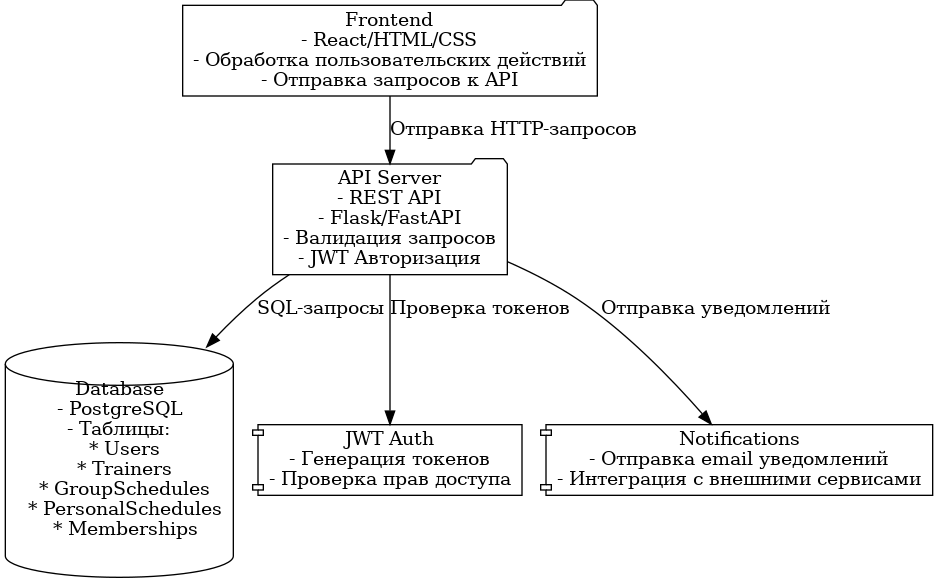 Frontend
- React/HTML/CSS
- Обработка пользовательских действий
- Отправка запросов к API
Отправка HTTP-запросов
API Server
- REST API
- Flask/FastAPI
- Валидация запросов
- JWT Авторизация
SQL-запросы
Проверка токенов
Отправка уведомлений
Database
- PostgreSQL
- Таблицы:
* Users
* Trainers
* GroupSchedules
* PersonalSchedules
* Memberships
JWT Auth
- Генерация токенов
- Проверка прав доступа
Notifications
- Отправка email уведомлений
- Интеграция с внешними сервисами